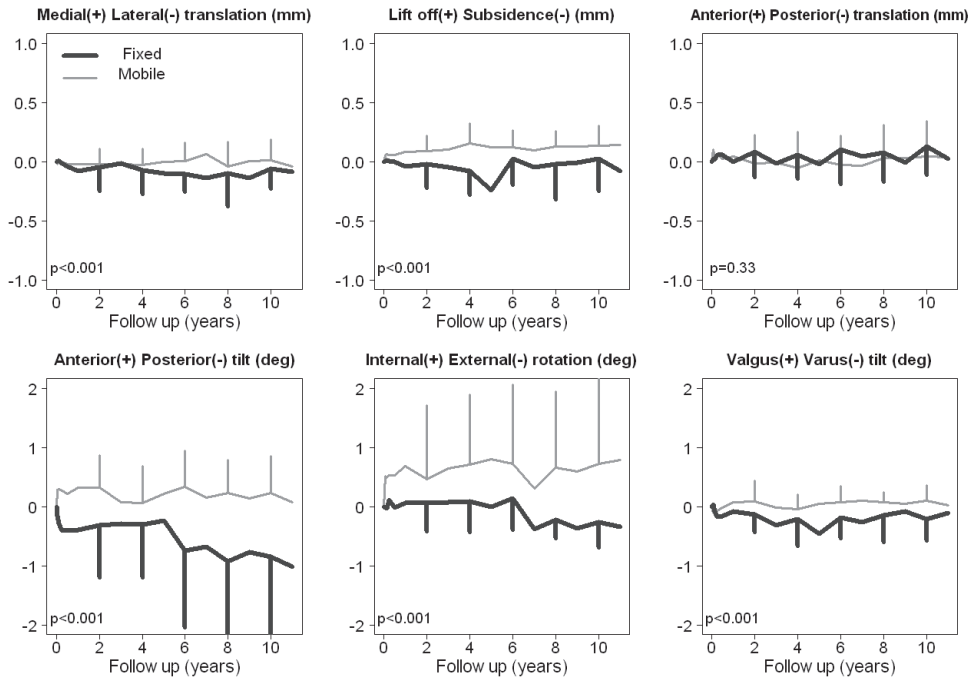 Medial(+) Lateral(-) translation (mm)
1.0
0.5
0.0
-0.5
-1.0
Fixed
Mobile
p<0.001
0 2 4 6 8 10
Follow up (years)
Lift off(+) Subsidence(-) (mm)
1.0
0.5
0.0
-0.5
-1.0
p<0.001
0 2 4 6 8 10
Follow up (years)
Anterior(+) Posterior(-) translation (mm)
1.0
0.5
0.0
-0.5
-1.0
p=0.33
0 2 4 6 8 10
Follow up (years)
Anterior(+) Posterior(-) tilt (deg)
2
1
0
-1
-2
p<0.001
0 2 4 6 8 10
Follow up (years)
Internal(+) External(-) rotation (deg)
2
1
0
-1
-2
p<0.001
0 2 4 6 8 10
Follow up (years)
Valgus(+) Varus(-) tilt (deg)
2
1
0
-1
-2
p<0.001
0 2 4 6 8 10
Follow up (years)